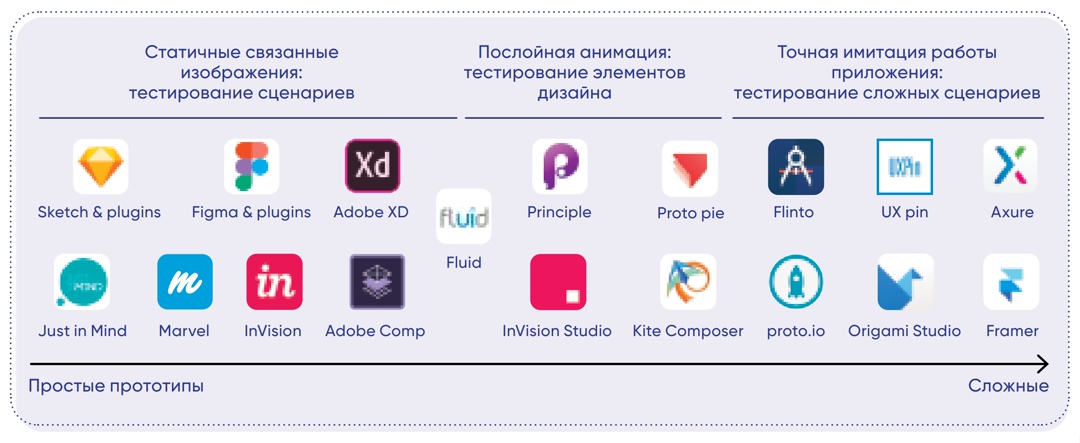 Статичные связанные
изображения:
тестирование сценариев
Послойная анимация:
тестирование элементов
дизайна
Точная имитация работы
приложения:
тестирование сложных сценариев
Xd
Sketch & plugins
Figma & plugins
Adobe XD
fluid
Fluid
Principle
Proto pie
Flinto
UXPin
UX pin
Axure
m
in
Just in Mind
Marvel
InVision
Adobe Comp
InVision Studio
Kite Composer
proto.io
Origami Studio
Framer
Простые прототипы
Сложные